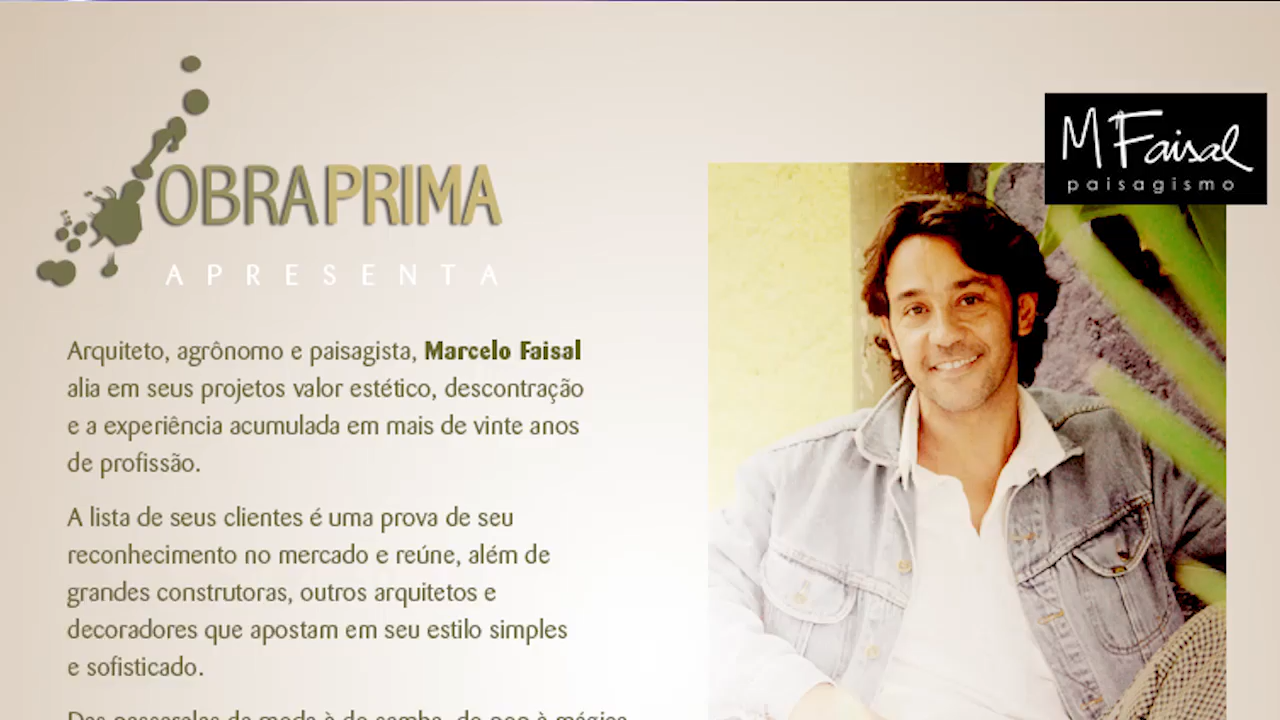 OBRAPRIMA
APRESENTA
M Faisal
paisagismo
Arquiteto, agrônomo e paisagista, Marcelo Faisal
alia em seus projetos valor estético, descontração
e a experiência acumulada em mais de vinte anos
de profissão.
A lista de seus clientes é uma prova de seu
reconhecimento no mercado e reúne, além de
grandes construtoras, outros arquitetos e
decoradores que apostam em seu estilo simples
e sofisticado.